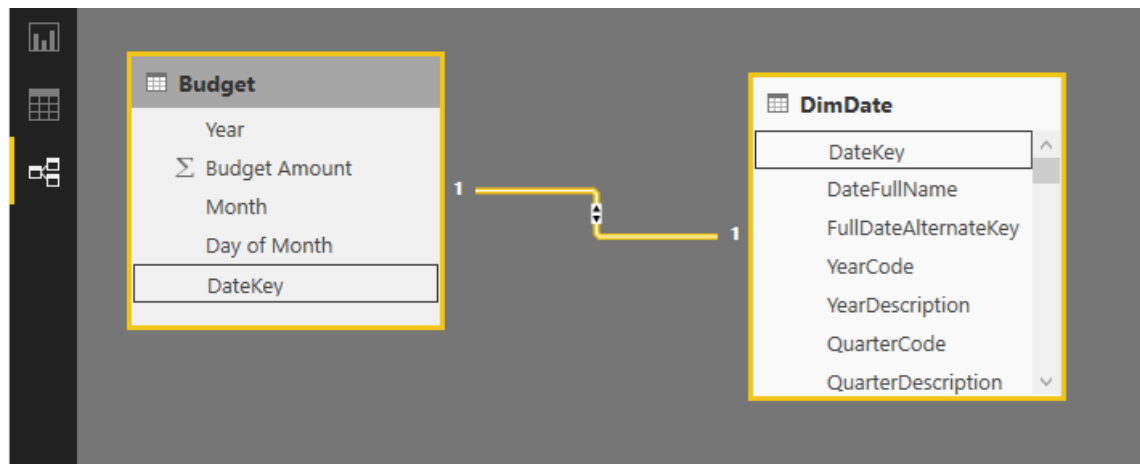 Budget
Year
Σ Budget Amount
Month
Day of Month
DateKey
1
1
DimDate
DateKey
DateFullName
FullDateAlternateKey
YearCode
YearDescription
QuarterCode
QuarterDescription